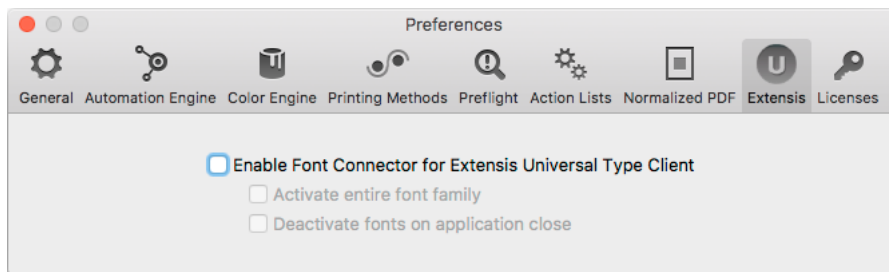 Preferences
General Automation Engine Color Engine Printing Methods Preflight Action Lists Normalized PDF Extensis Licenses
Enable Font Connector for Extensis Universal Type Client
Activate entire font family
Deactivate fonts on application close